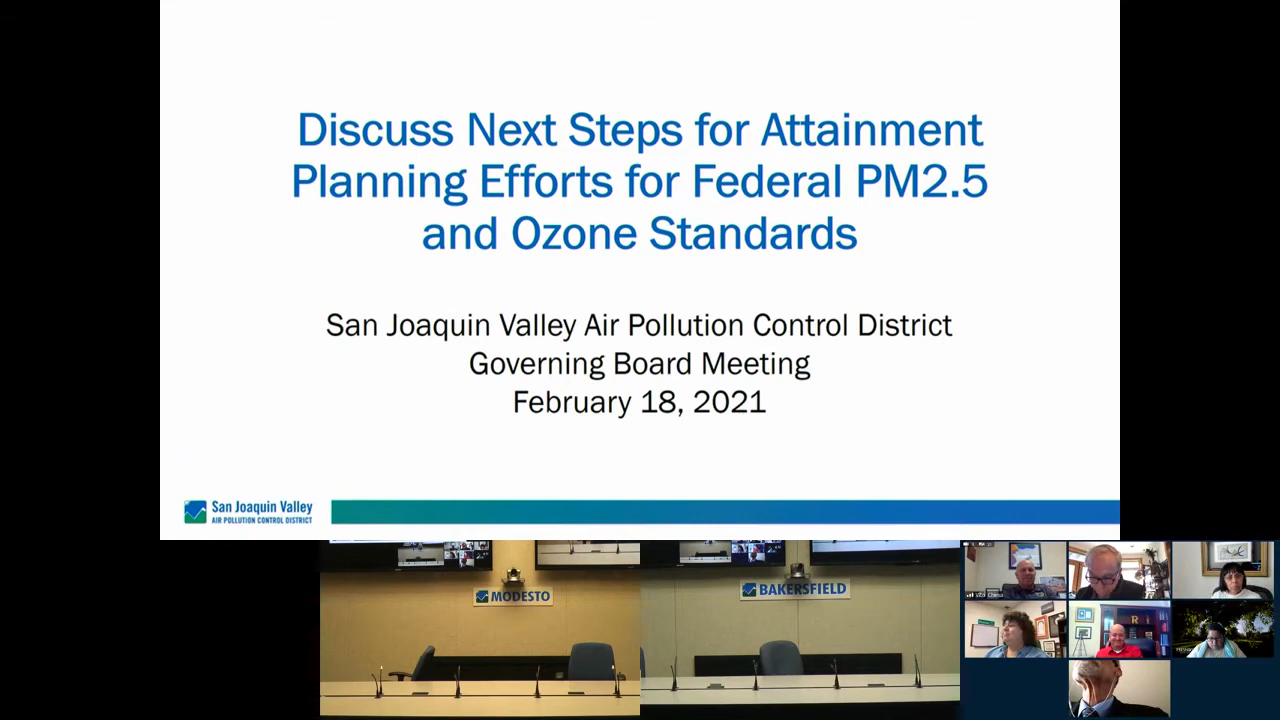 Discuss Next Steps for Attainment
Planning Efforts for Federal PM2.5
and Ozone Standards
San Joaquin Valley Air Pollution Control District
Governing Board Meeting
February 18, 2021
San Joaquin Valley
AIR POLLUTION CONTROL DISTRICT
MODESTO
BAKERSFIELD